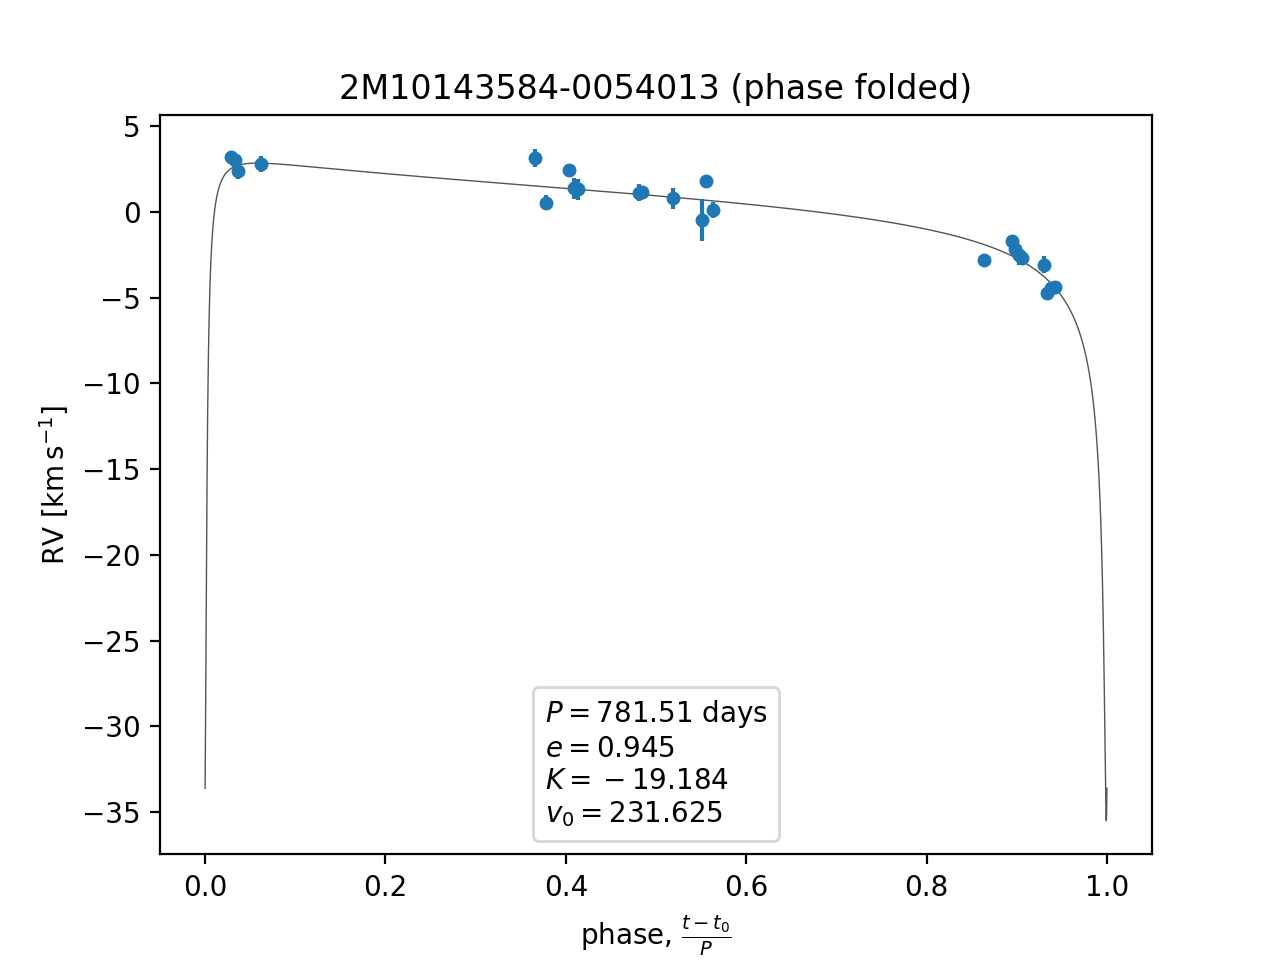 2M10143584-0054013 (phase folded)
5
0
−5
−10
−15
−20
−25
−30
−35
RV [km s⁻¹]
P = 781.51 days
e = 0.945
K = −19.184
v₀ = 231.625
0.0 0.2 0.4 0.6 0.8 1.0
phase, (t − t₀)/P